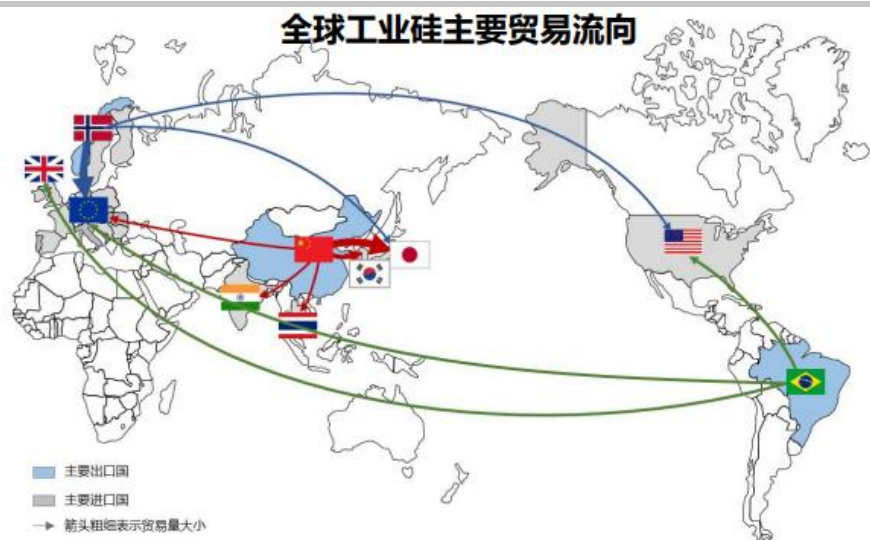 全球工业硅主要贸易流向
主要出口国
主要进口国
箭头粗细表示贸易量大小